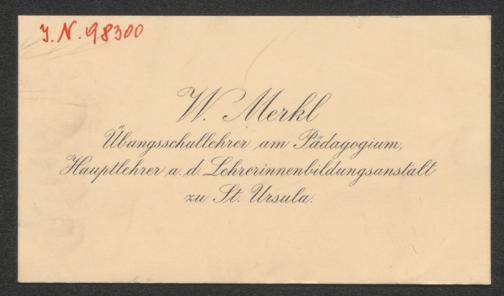 J. N. 98300
W. Merkl
Übungsschullehrer am Pädagogium,
Hauptlehrer a. d. Lehrerinnenbildungsanstalt
zu St. Ursula.